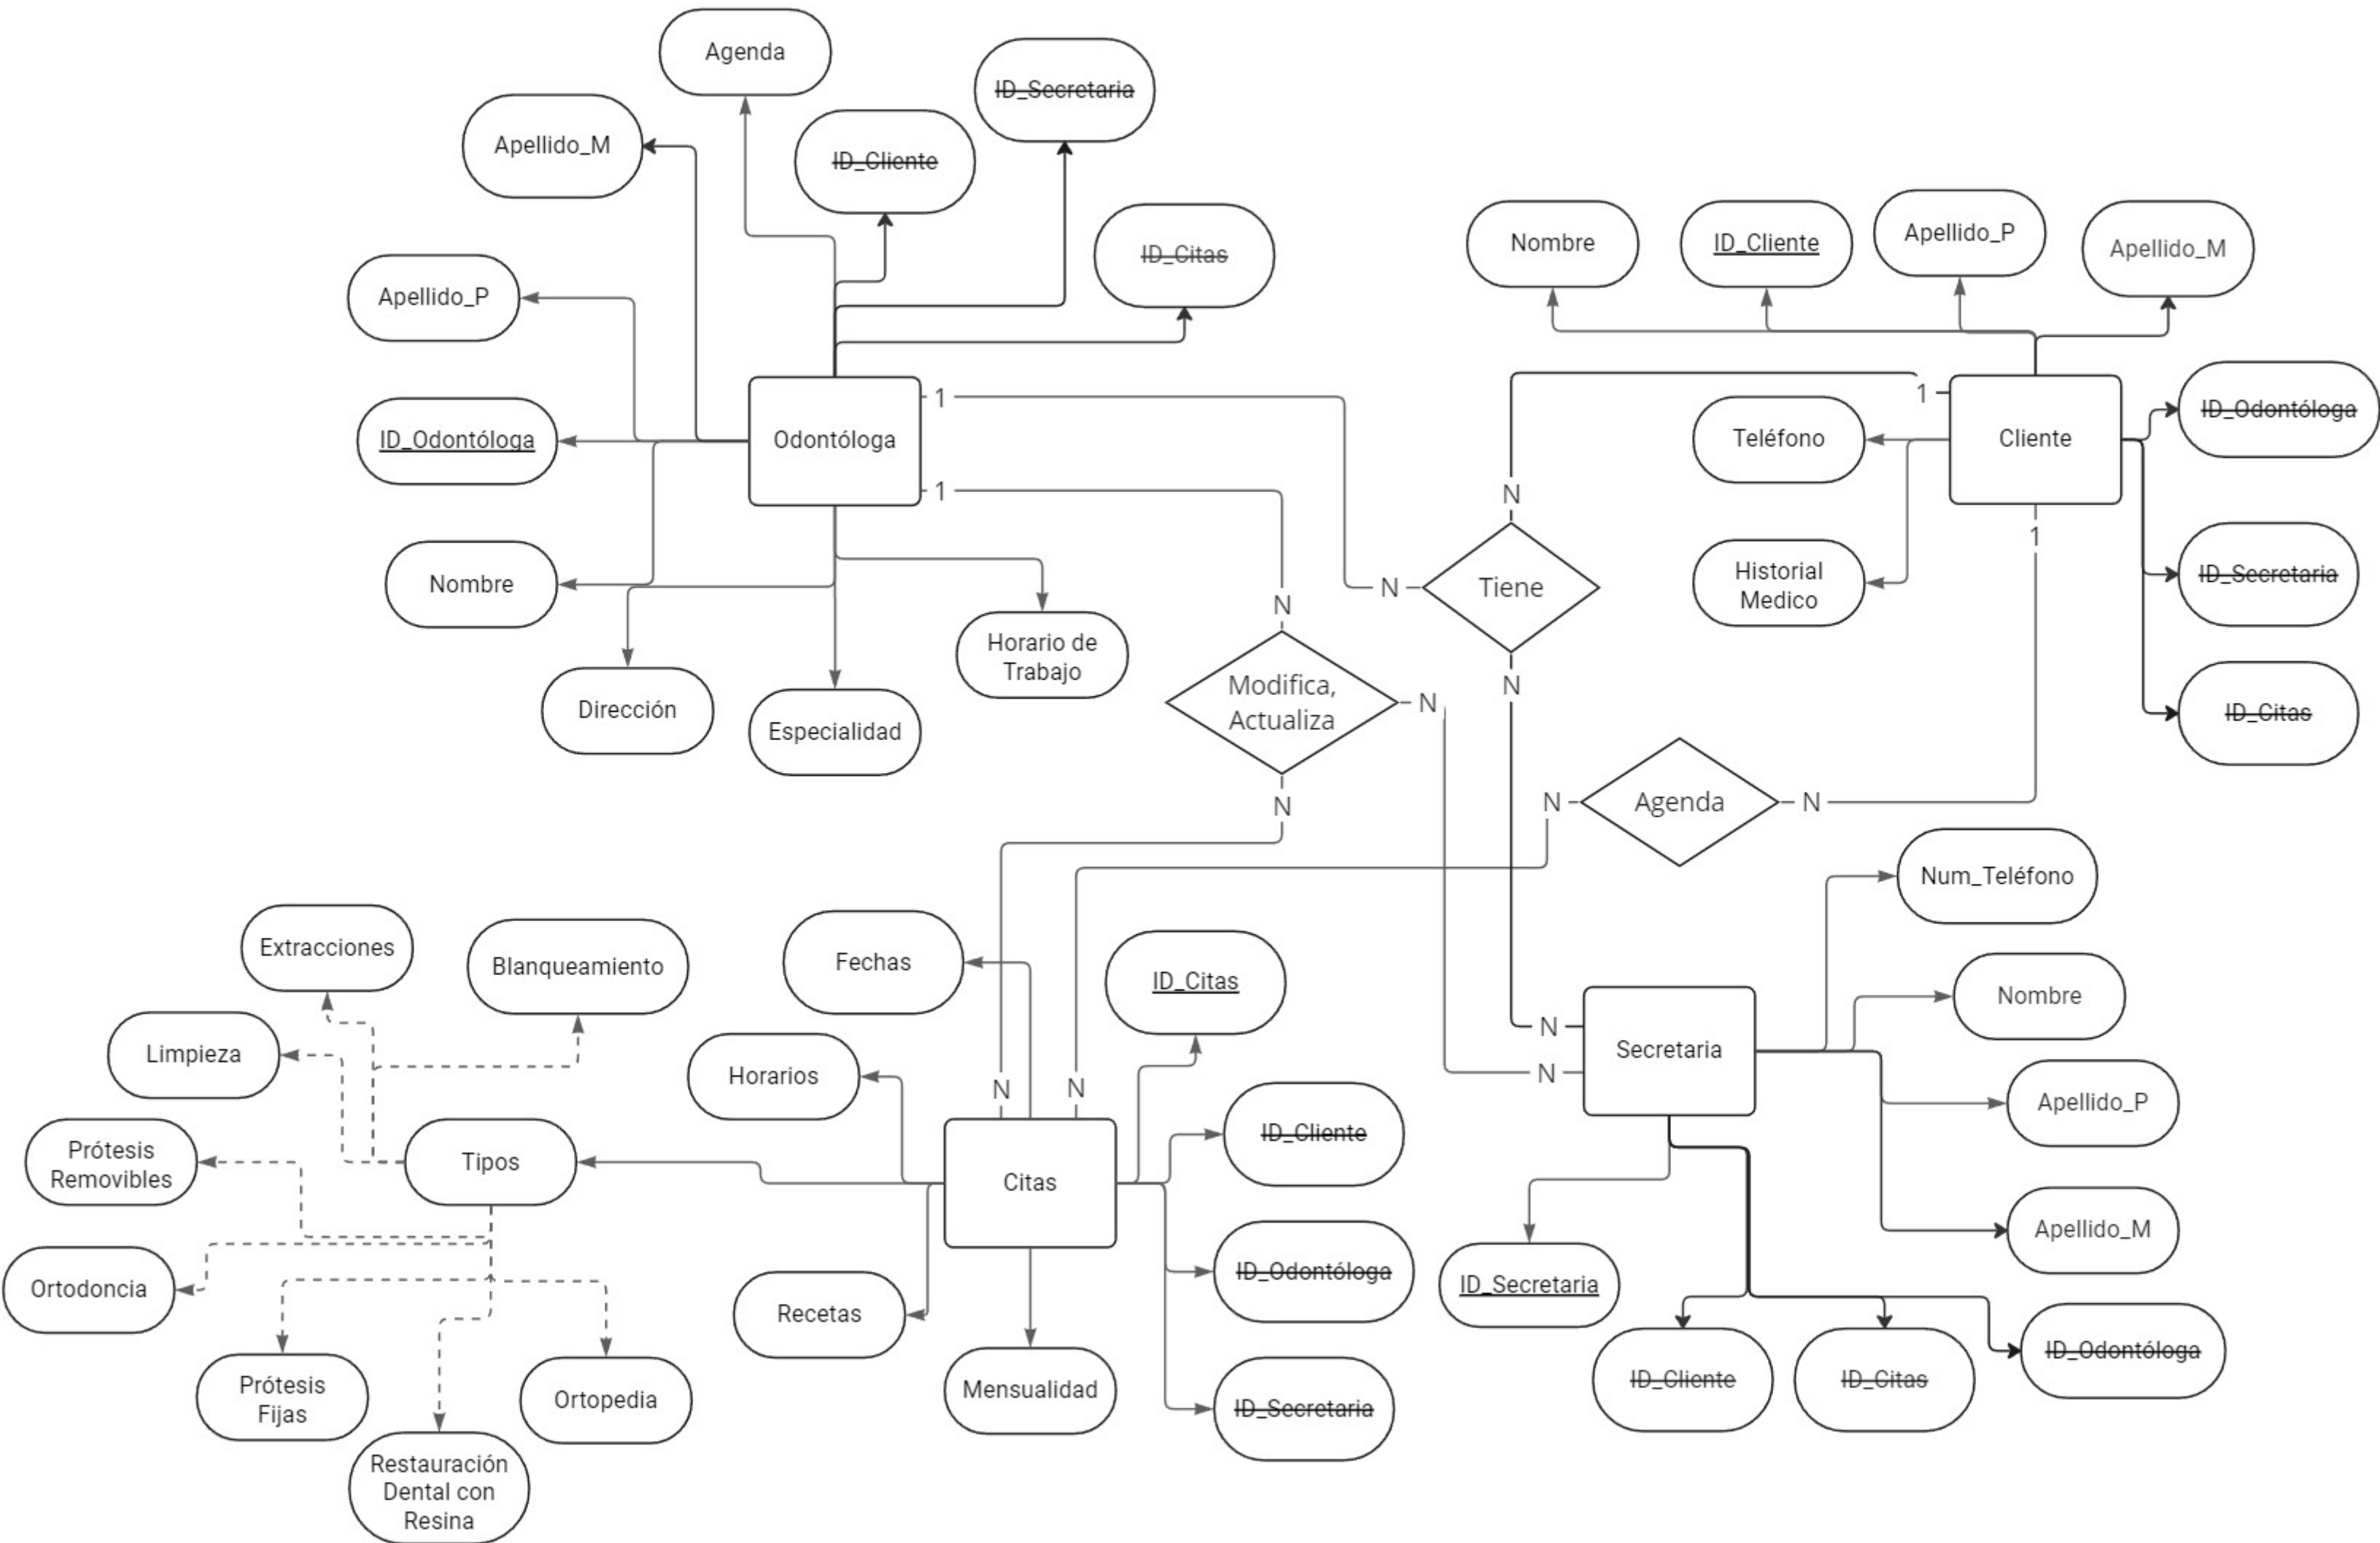 Agenda
ID_Secretaria
Apellido_M
ID_Cliente
ID_Citas
Apellido_P
ID_Odontóloga
Odontóloga
1
1
Nombre
Dirección
Especialidad
Horario de
Trabajo
Nombre
ID_Cliente
Apellido_P
Apellido_M
1
Cliente
ID_Odontóloga
Teléfono
Historial
Medico
ID_Secretaria
ID_Citas
1
N
N
Tiene
N
N
Modifica,
Actualiza
N
N
N
Agenda
N
Num_Teléfono
Nombre
Apellido_P
Apellido_M
N
Secretaria
N
ID_Secretaria
ID_Cliente
ID_Citas
ID_Odontóloga
Extracciones
Blanqueamiento
Limpieza
Prótesis
Removibles
Tipos
Ortodoncia
Prótesis
Fijas
Restauración
Dental con
Resina
Ortopedia
Fechas
Horarios
N
N
ID_Citas
Citas
ID_Cliente
ID_Odontóloga
ID_Secretaria
Recetas
Mensualidad